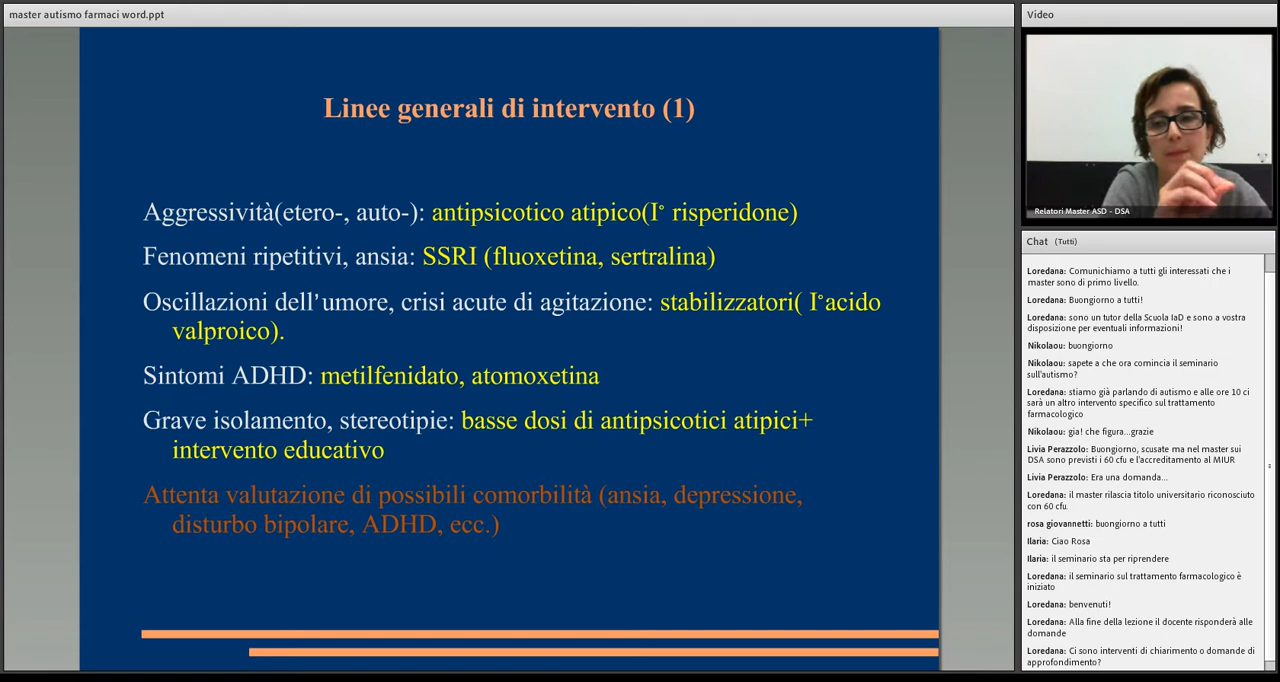 master autismo farmaci word.ppt
Linee generali di intervento (1)
Aggressività(etero-, auto-): antipsicotico atipico(I° risperidone)
Fenomeni ripetitivi, ansia: SSRI (fluoxetina, sertralina)
Oscillazioni dell’umore, crisi acute di agitazione: stabilizzatori( I°acido
valproico).
Sintomi ADHD: metilfenidato, atomoxetina
Grave isolamento, stereotipie: basse dosi di antipsicotici atipici+
intervento educativo
Attenta valutazione di possibili comorbilità (ansia, depressione,
disturbo bipolare, ADHD, ecc.)
Video
Relatori Master ASD - DSA
Chat (Tutti)
Loredana: Comunichiamo a tutti gli interessati che i
master sono di primo livello.
Loredana: Buongiorno a tutti!
Loredana: sono un tutor della Scuola IaD e sono a vostra
disposizione per eventuali informazioni!
Nikolaou: buongiorno
Nikolaou: sapete a che ora comincia il seminario
sull'autismo?
Loredana: stiamo già parlando di autismo e alle ore 10 ci
sarà un altro intervento specifico sul trattamento
farmacologico
Nikolaou: gia! che figura...grazie
Livia Perazzolo: Buongiorno, scusate ma nel master sui
DSA sono previsti i 60 cfu e l'accreditamento al MIUR
Livia Perazzolo: Era una domanda...
Loredana: il master rilascia titolo universitario riconosciuto
con 60 cfu.
rosa giovannetti: buongiorno a tutti
Ilaria: Ciao Rosa
Ilaria: il seminario sta per riprendere
Loredana: il seminario sul trattamento farmacologico è
iniziato
Loredana: benvenuti!
Loredana: Alla fine della lezione il docente risponderà alle
domande
Loredana: Ci sono interventi di chiarimento o domande di
approfondimento?